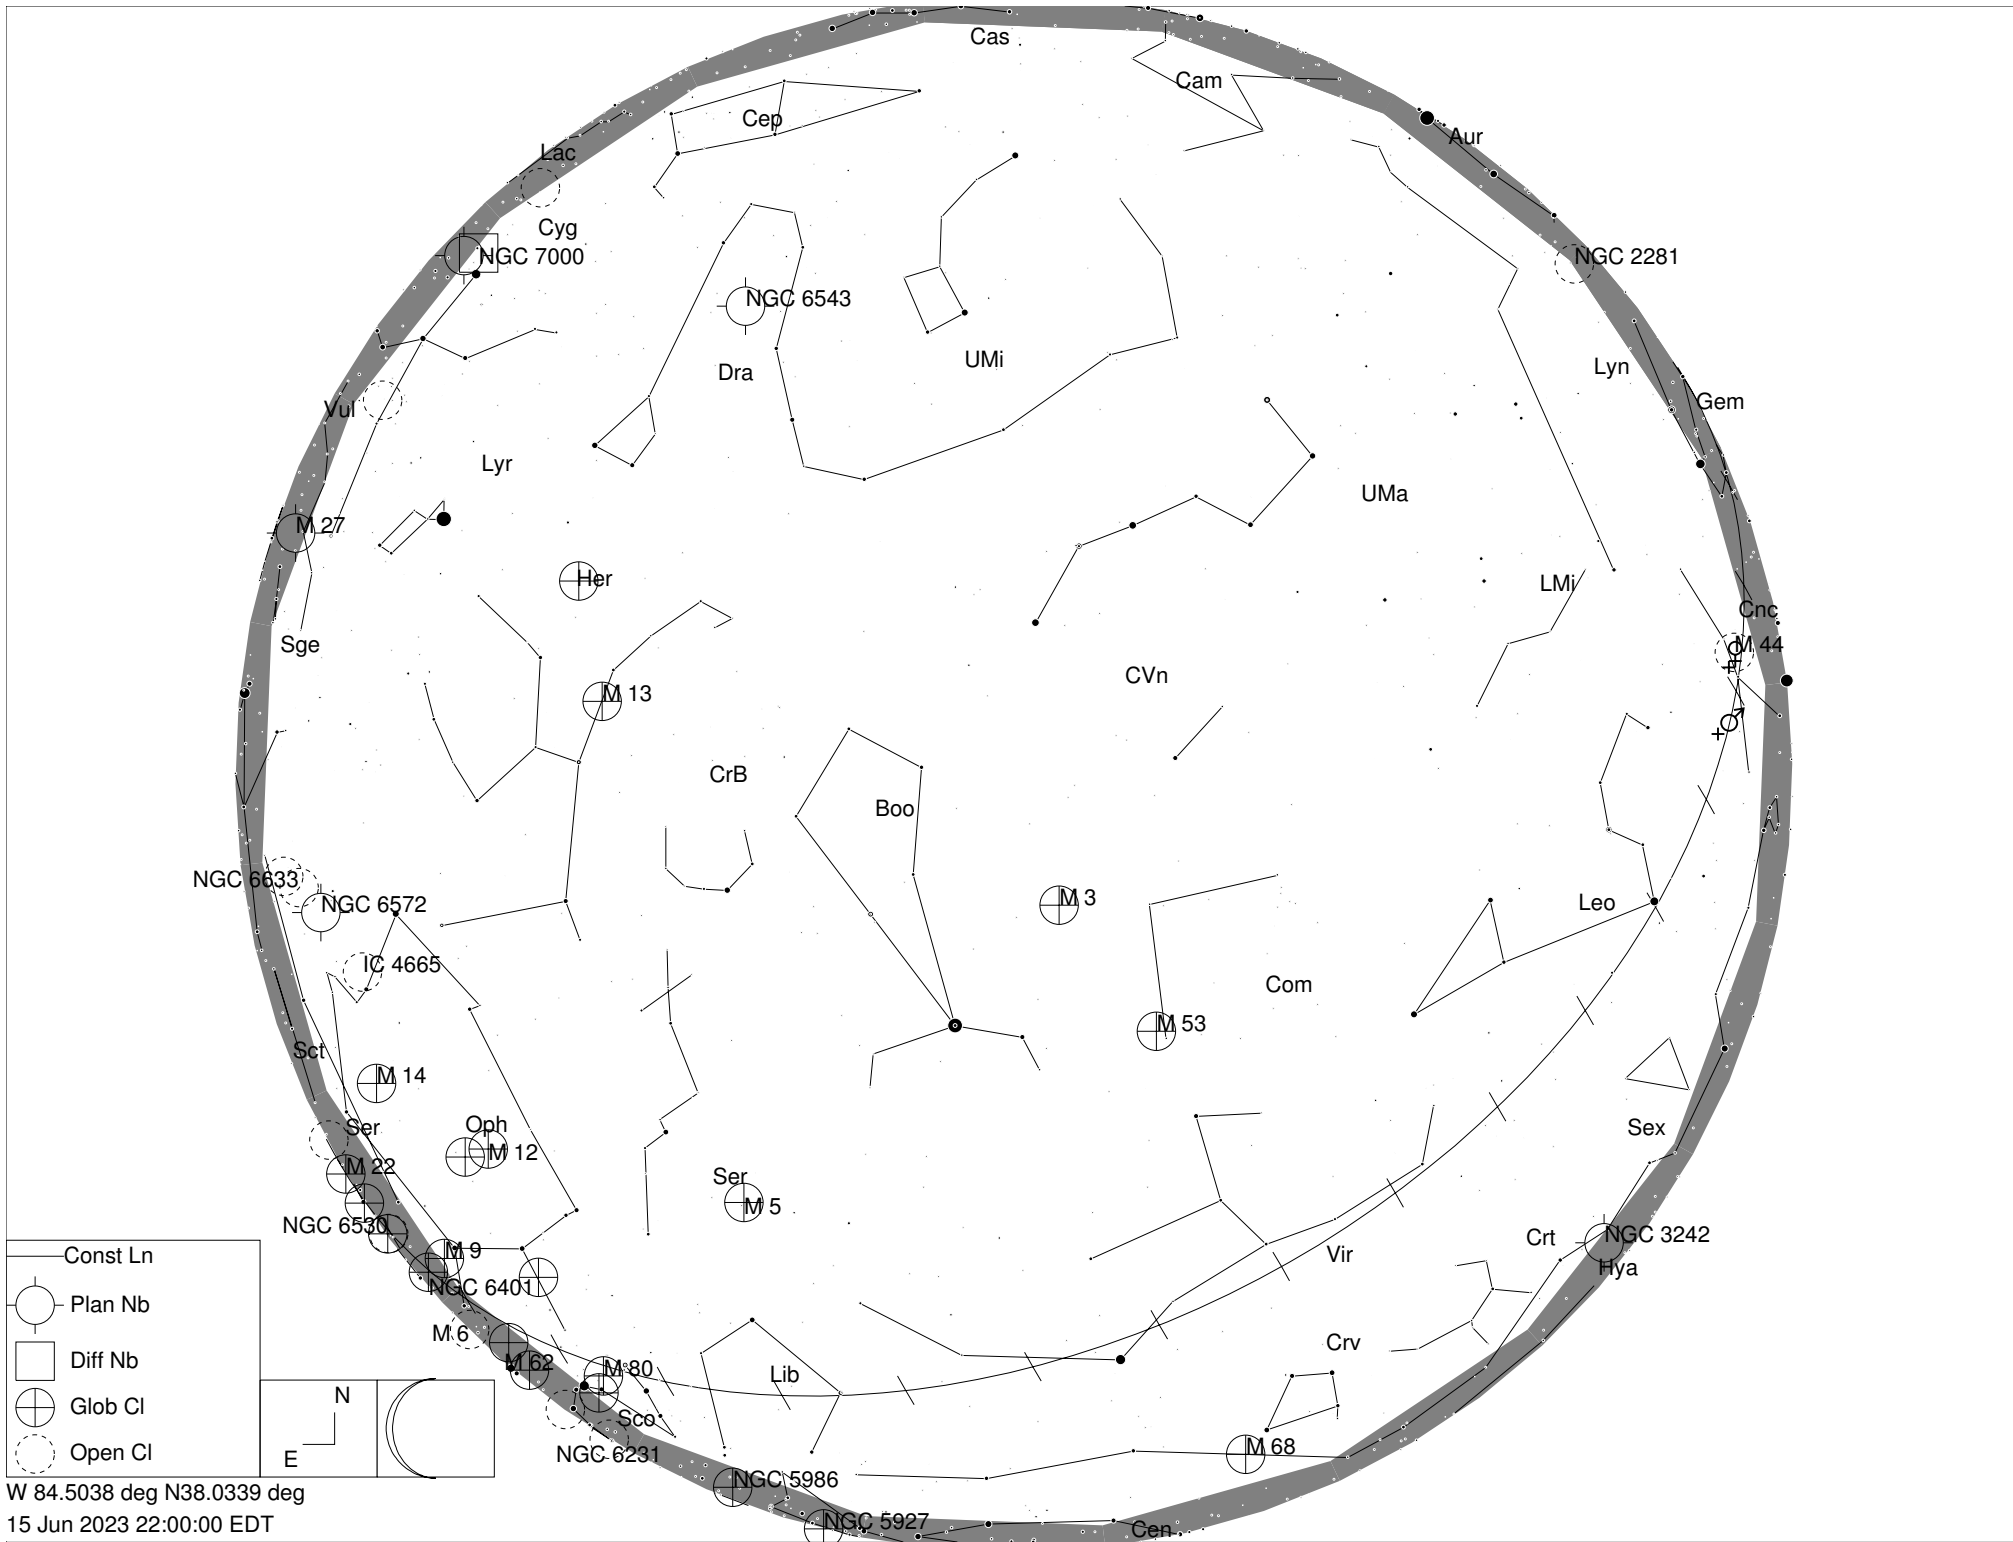 Cas
Cam
Cep
Aur
Lac
Cyg
NGC 7000
NGC 2281
NGC 6543
UMi
Dra
Lyn
Gem
Vul
Lyr
UMa
M 27
Her
LMi
Cnc
Sge
M 44
M 13
CVn
CrB
Boo
NGC 6633
NGC 6572
M 3
Leo
IC 4665
Com
M 53
Sct
M 14
Ser
Oph
M 12
Sex
M 22
Ser
M 5
NGC 6530
NGC 3242
Crt
Vir
Hya
M 9
NGC 6401
M 6
M 62
M 80
Lib
Crv
Sco
NGC 6231
M 68
NGC 5986
NGC 5927
Cen
Const Ln
Plan Nb
Diff Nb
Glob Cl
Open Cl
N
E
W 84.5038 deg N38.0339 deg
15 Jun 2023 22:00:00 EDT